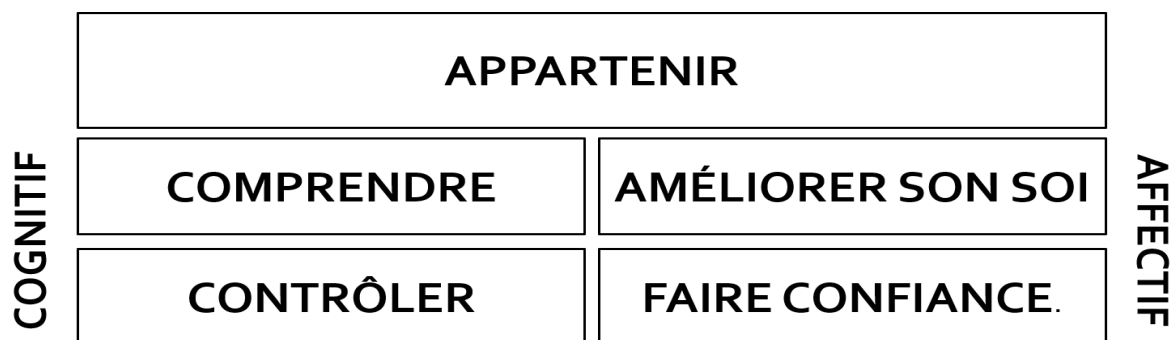 APPARTENIR
COGNITIF
COMPRENDRE
AMÉLIORER SON SOI
AFFECTIF
CONTRÔLER
FAIRE CONFIANCE.